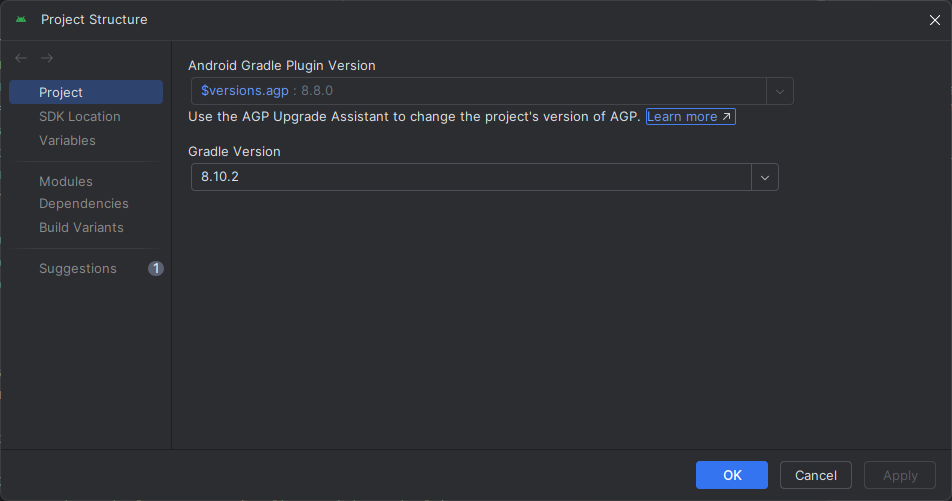 Project Structure
Project
SDK Location
Variables
Modules
Dependencies
Build Variants
Suggestions 1
Android Gradle Plugin Version
$versions.agp : 8.8.0
Use the AGP Upgrade Assistant to change the project's version of AGP. Learn more ↗
Gradle Version
8.10.2
OK Cancel Apply